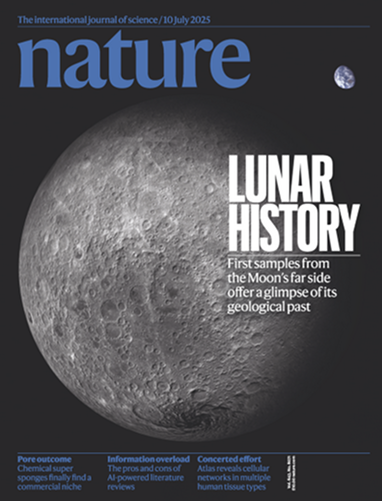 The international journal of science / 10 July 2025
nature
LUNAR
HISTORY
First samples from
the Moon's far side
offer a glimpse of its
geological past
Pore outcome
Chemical super
sponges finally find a
commercial niche
Information overload
The pros and cons of
AI-powered literature
reviews
Concerted effort
Atlas reveals cellular
networks in multiple
human tissue types